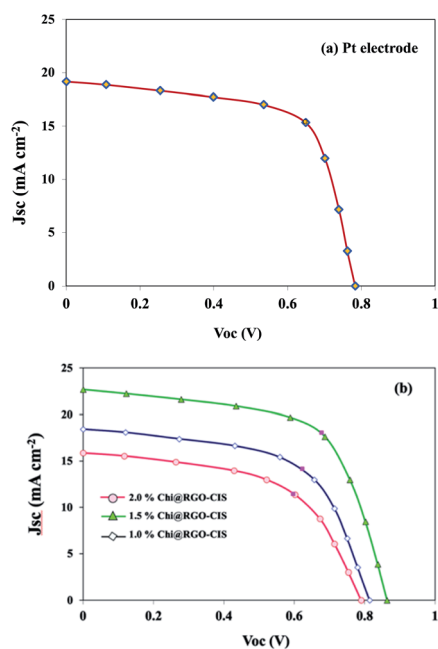 (a) Pt electrode
Jsc (mA cm⁻²)
25
20
15
10
5
0
0 0.2 0.4 0.6 0.8 1
Voc (V)
(b)
Jsc (mA cm⁻²)
25
20
15
10
5
0
2.0 % Chi@RGO-CIS
1.5 % Chi@RGO-CIS
1.0 % Chi@RGO-CIS
0 0.2 0.4 0.6 0.8 1
Voc (V)